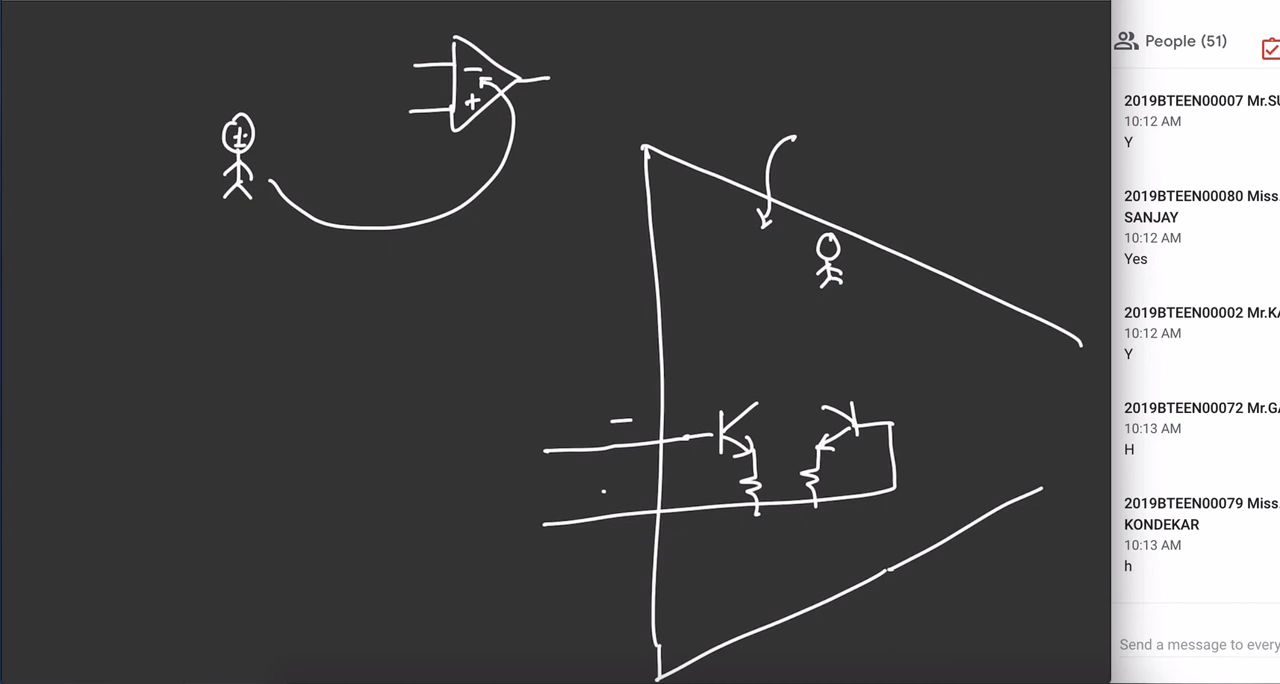 −
+
−
People (51)
2019BTEEN00007 Mr.SU
10:12 AM
Y
2019BTEEN00080 Miss.
SANJAY
10:12 AM
Yes
2019BTEEN00002 Mr.KA
10:12 AM
Y
2019BTEEN00072 Mr.GA
10:13 AM
H
2019BTEEN00079 Miss.
KONDEKAR
10:13 AM
h
Send a message to every